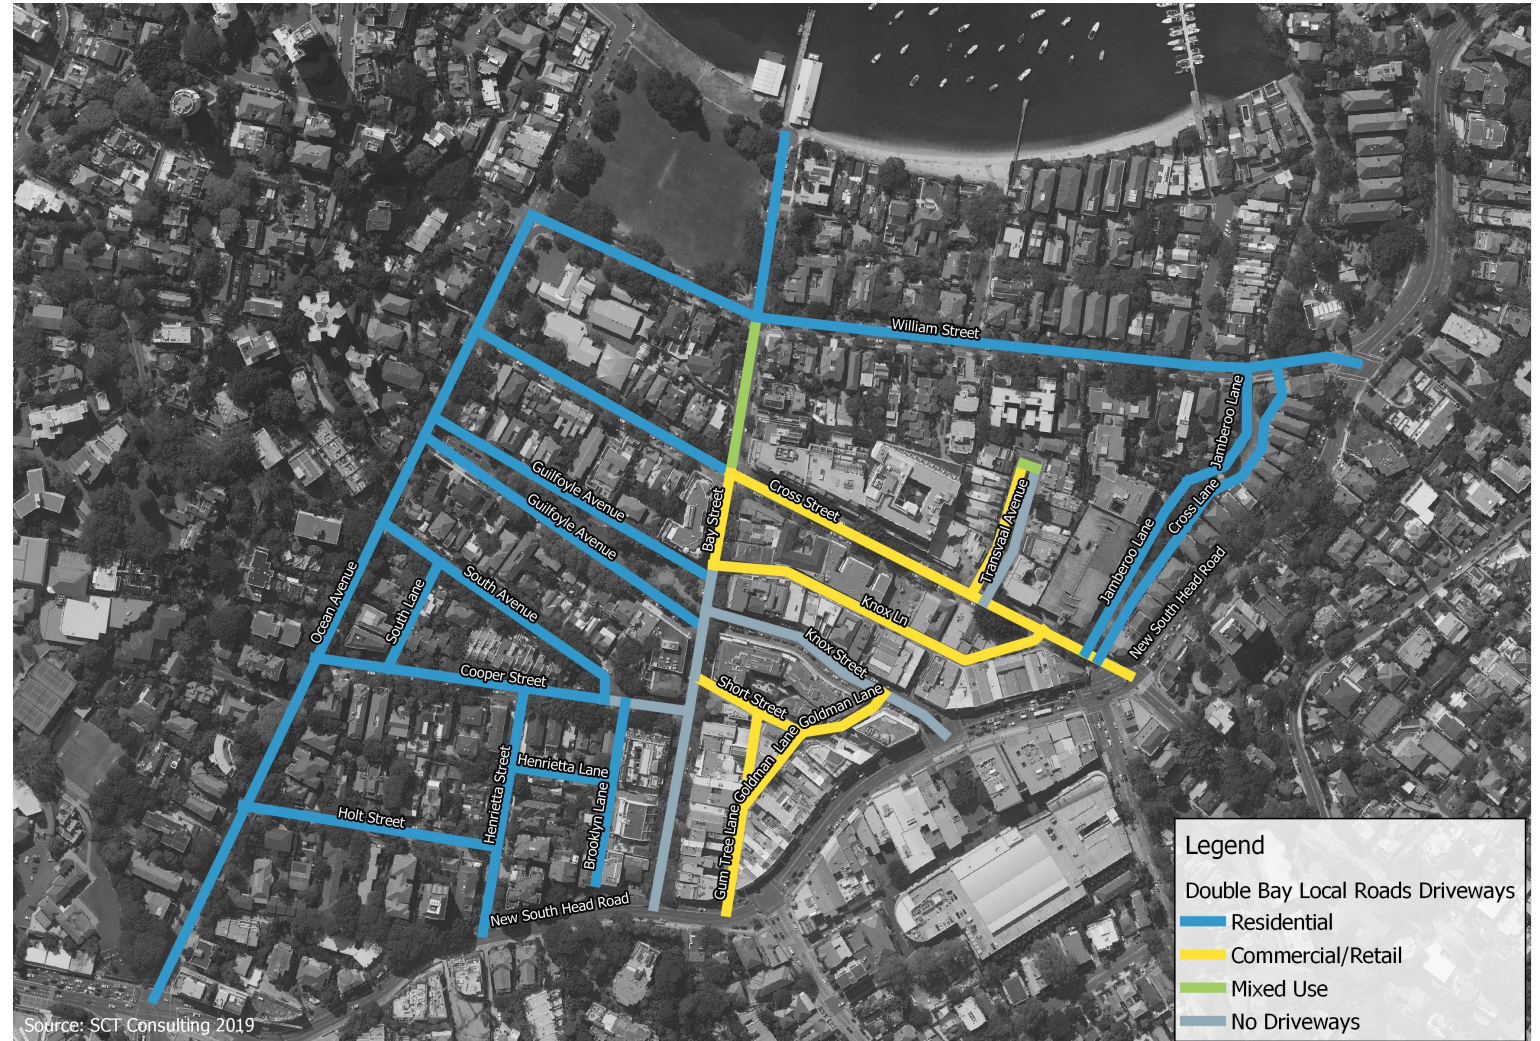 William Street
Jamberoo Lane
Guilfoyle Avenue
Cross Street
Bay Street
Transvaal Avenue
Cross Lane
Guilfoyle Avenue
Jamberoo Lane
New South Head Road
Ocean Avenue
South Lane
South Avenue
Knox Ln
Knox Street
Cooper Street
Short Street
Goldman Lane
Henrietta Street
Henrietta Lane
Goldman Lane
Holt Street
Brooklyn Lane
Gum Tree Lane
New South Head Road
Legend
Double Bay Local Roads Driveways
Residential
Commercial/Retail
Mixed Use
No Driveways
Source: SCT Consulting 2019